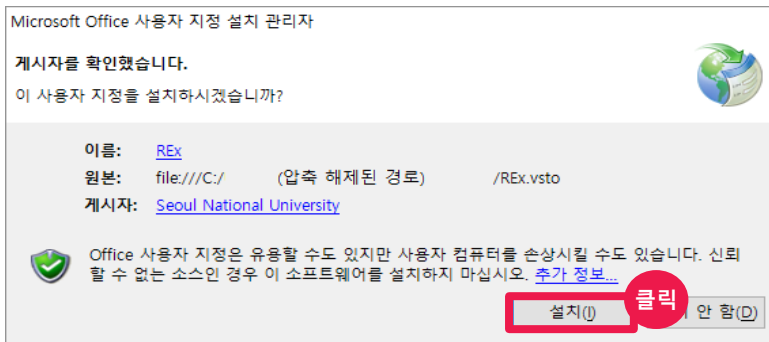 Microsoft Office 사용자 지정 설치 관리자
게시자를 확인했습니다.
이 사용자 지정을 설치하시겠습니까?
이름: REx
원본: file:///C:/ (압축 해제된 경로) /REx.vsto
게시자: Seoul National University
Office 사용자 지정은 유용할 수도 있지만 사용자 컴퓨터를 손상시킬 수도 있습니다. 신뢰
할 수 없는 소스인 경우 이 소프트웨어를 설치하지 마십시오. 추가 정보...
클릭
설치(I) 안 함(D)